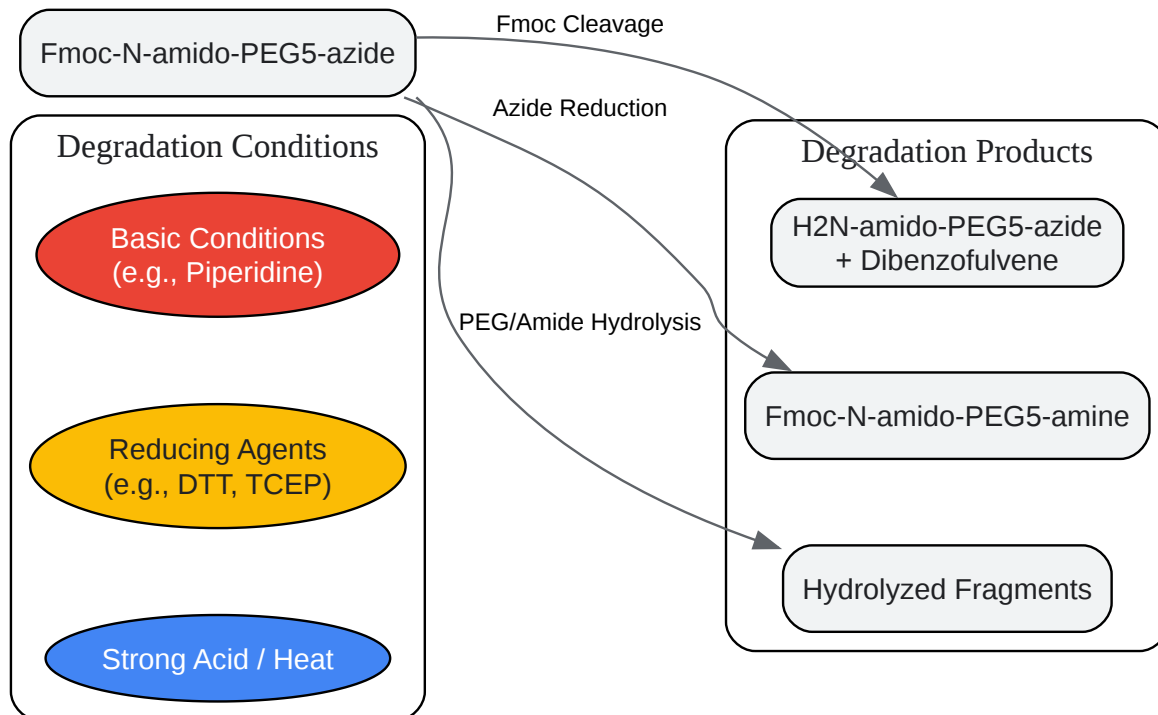 Fmoc-N-amido-PEG5-azide
Fmoc Cleavage
Azide Reduction
PEG/Amide Hydrolysis
Degradation Conditions
Basic Conditions
(e.g., Piperidine)
Reducing Agents
(e.g., DTT, TCEP)
Strong Acid / Heat
Degradation Products
H2N-amido-PEG5-azide
+ Dibenzofulvene
Fmoc-N-amido-PEG5-amine
Hydrolyzed Fragments